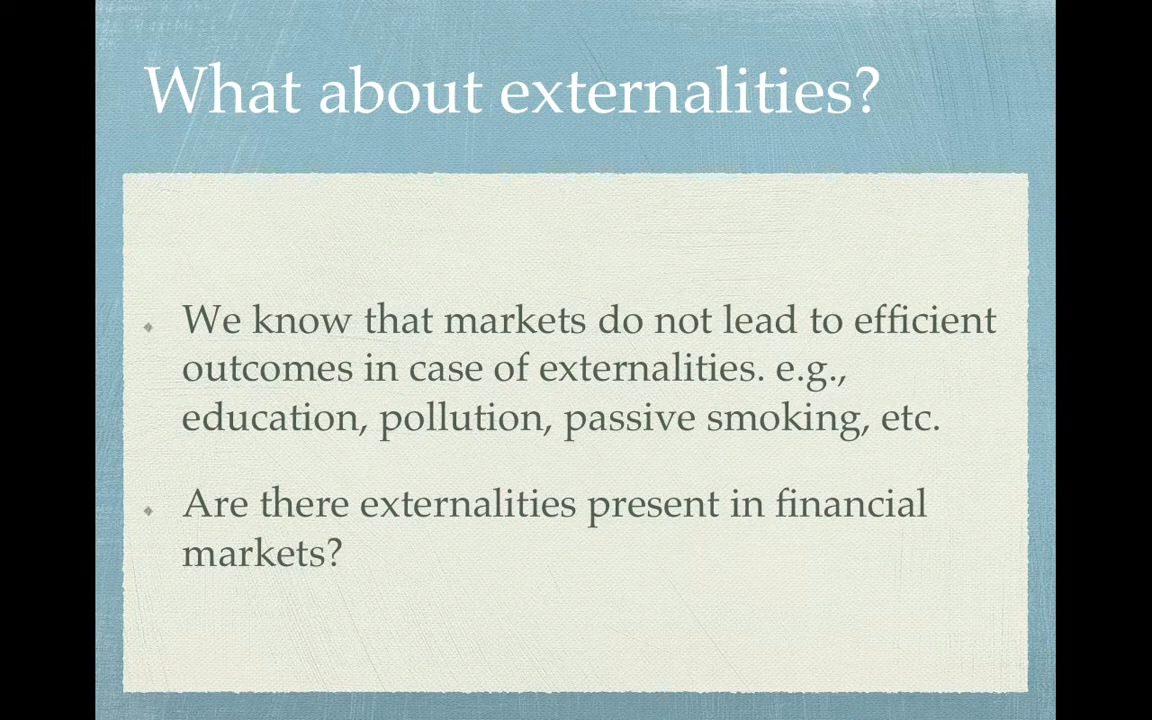 What about externalities?
We know that markets do not lead to efficient
outcomes in case of externalities. e.g.,
education, pollution, passive smoking, etc.
Are there externalities present in financial
markets?